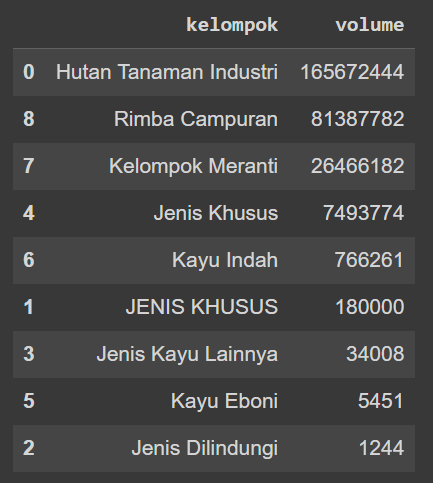 kelompok volume
0 Hutan Tanaman Industri 165672444
8 Rimba Campuran 81387782
7 Kelompok Meranti 26466182
4 Jenis Khusus 7493774
6 Kayu Indah 766261
1 JENIS KHUSUS 180000
3 Jenis Kayu Lainnya 34008
5 Kayu Eboni 5451
2 Jenis Dilindungi 1244